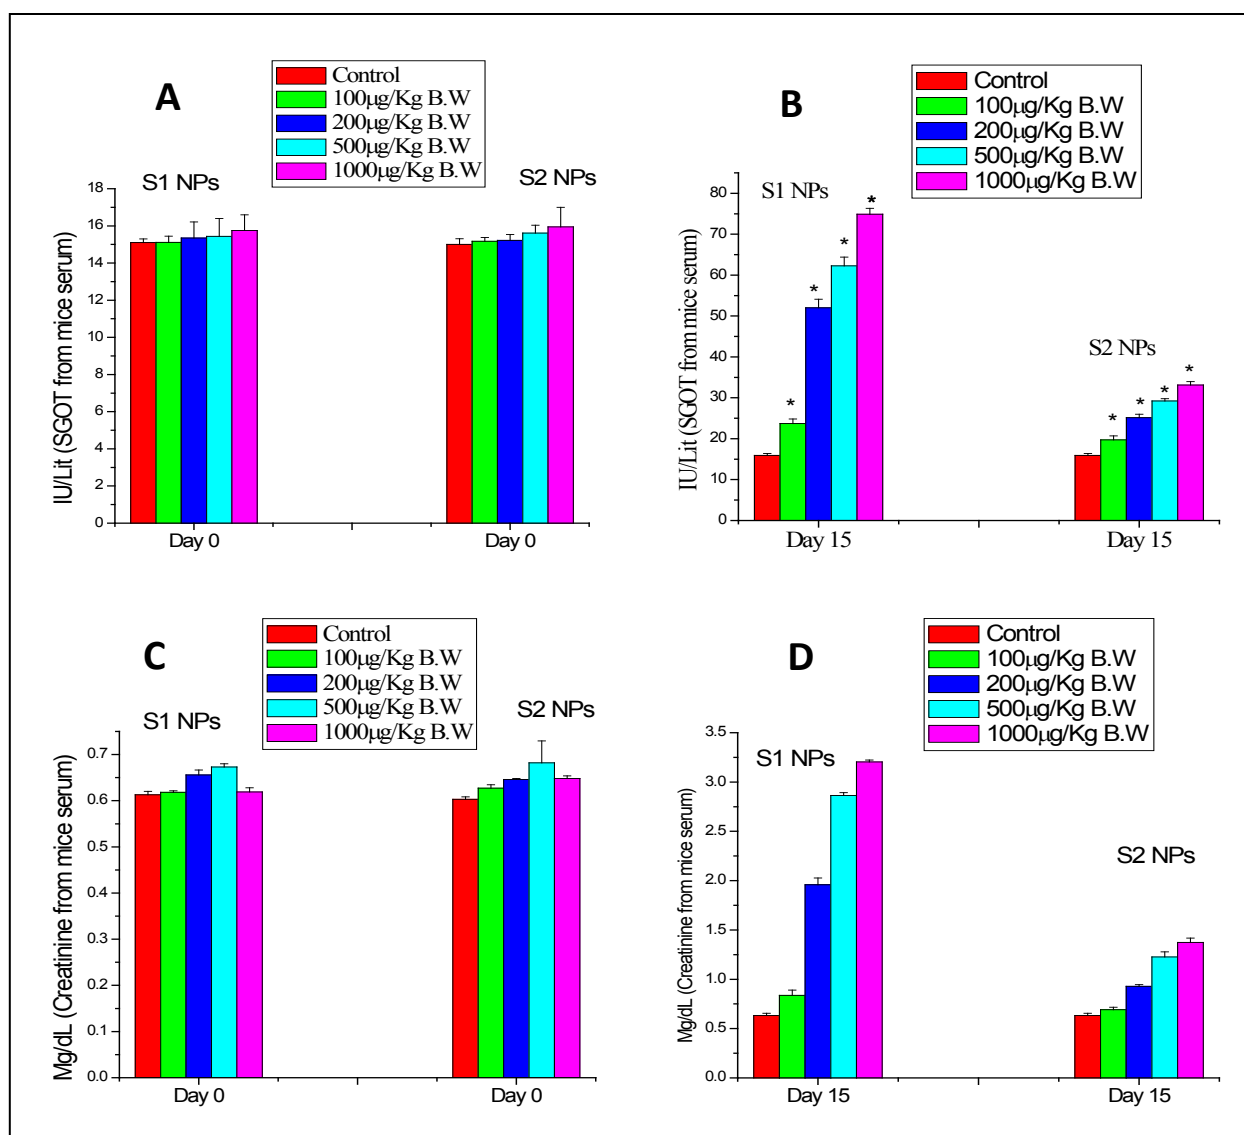 A
Control
100µg/Kg B.W
200µg/Kg B.W
500µg/Kg B.W
1000µg/Kg B.W
S1 NPs
S2 NPs
IU/Lit (SGOT from mice serum)
18
16
14
12
10
8
6
4
2
0
Day 0
Day 0
B
Control
100µg/Kg B.W
200µg/Kg B.W
500µg/Kg B.W
1000µg/Kg B.W
S1 NPs
S2 NPs
IU/Lit (SGOT from mice serum)
80
70
60
50
40
30
20
10
0
*
*
*
*
*
*
*
*
Day 15
Day 15
C
Control
100µg/Kg B.W
200µg/Kg B.W
500µg/Kg B.W
1000µg/Kg B.W
S1 NPs
S2 NPs
Mg/dL (Creatinine from mice serum)
0.7
0.6
0.5
0.4
0.3
0.2
0.1
0.0
Day 0
Day 0
D
Control
100µg/Kg B.W
200µg/Kg B.W
500µg/Kg B.W
1000µg/Kg B.W
S1 NPs
S2 NPs
Mg/dL (Creatinine from mice serum)
3.5
3.0
2.5
2.0
1.5
1.0
0.5
0.0
Day 15
Day 15